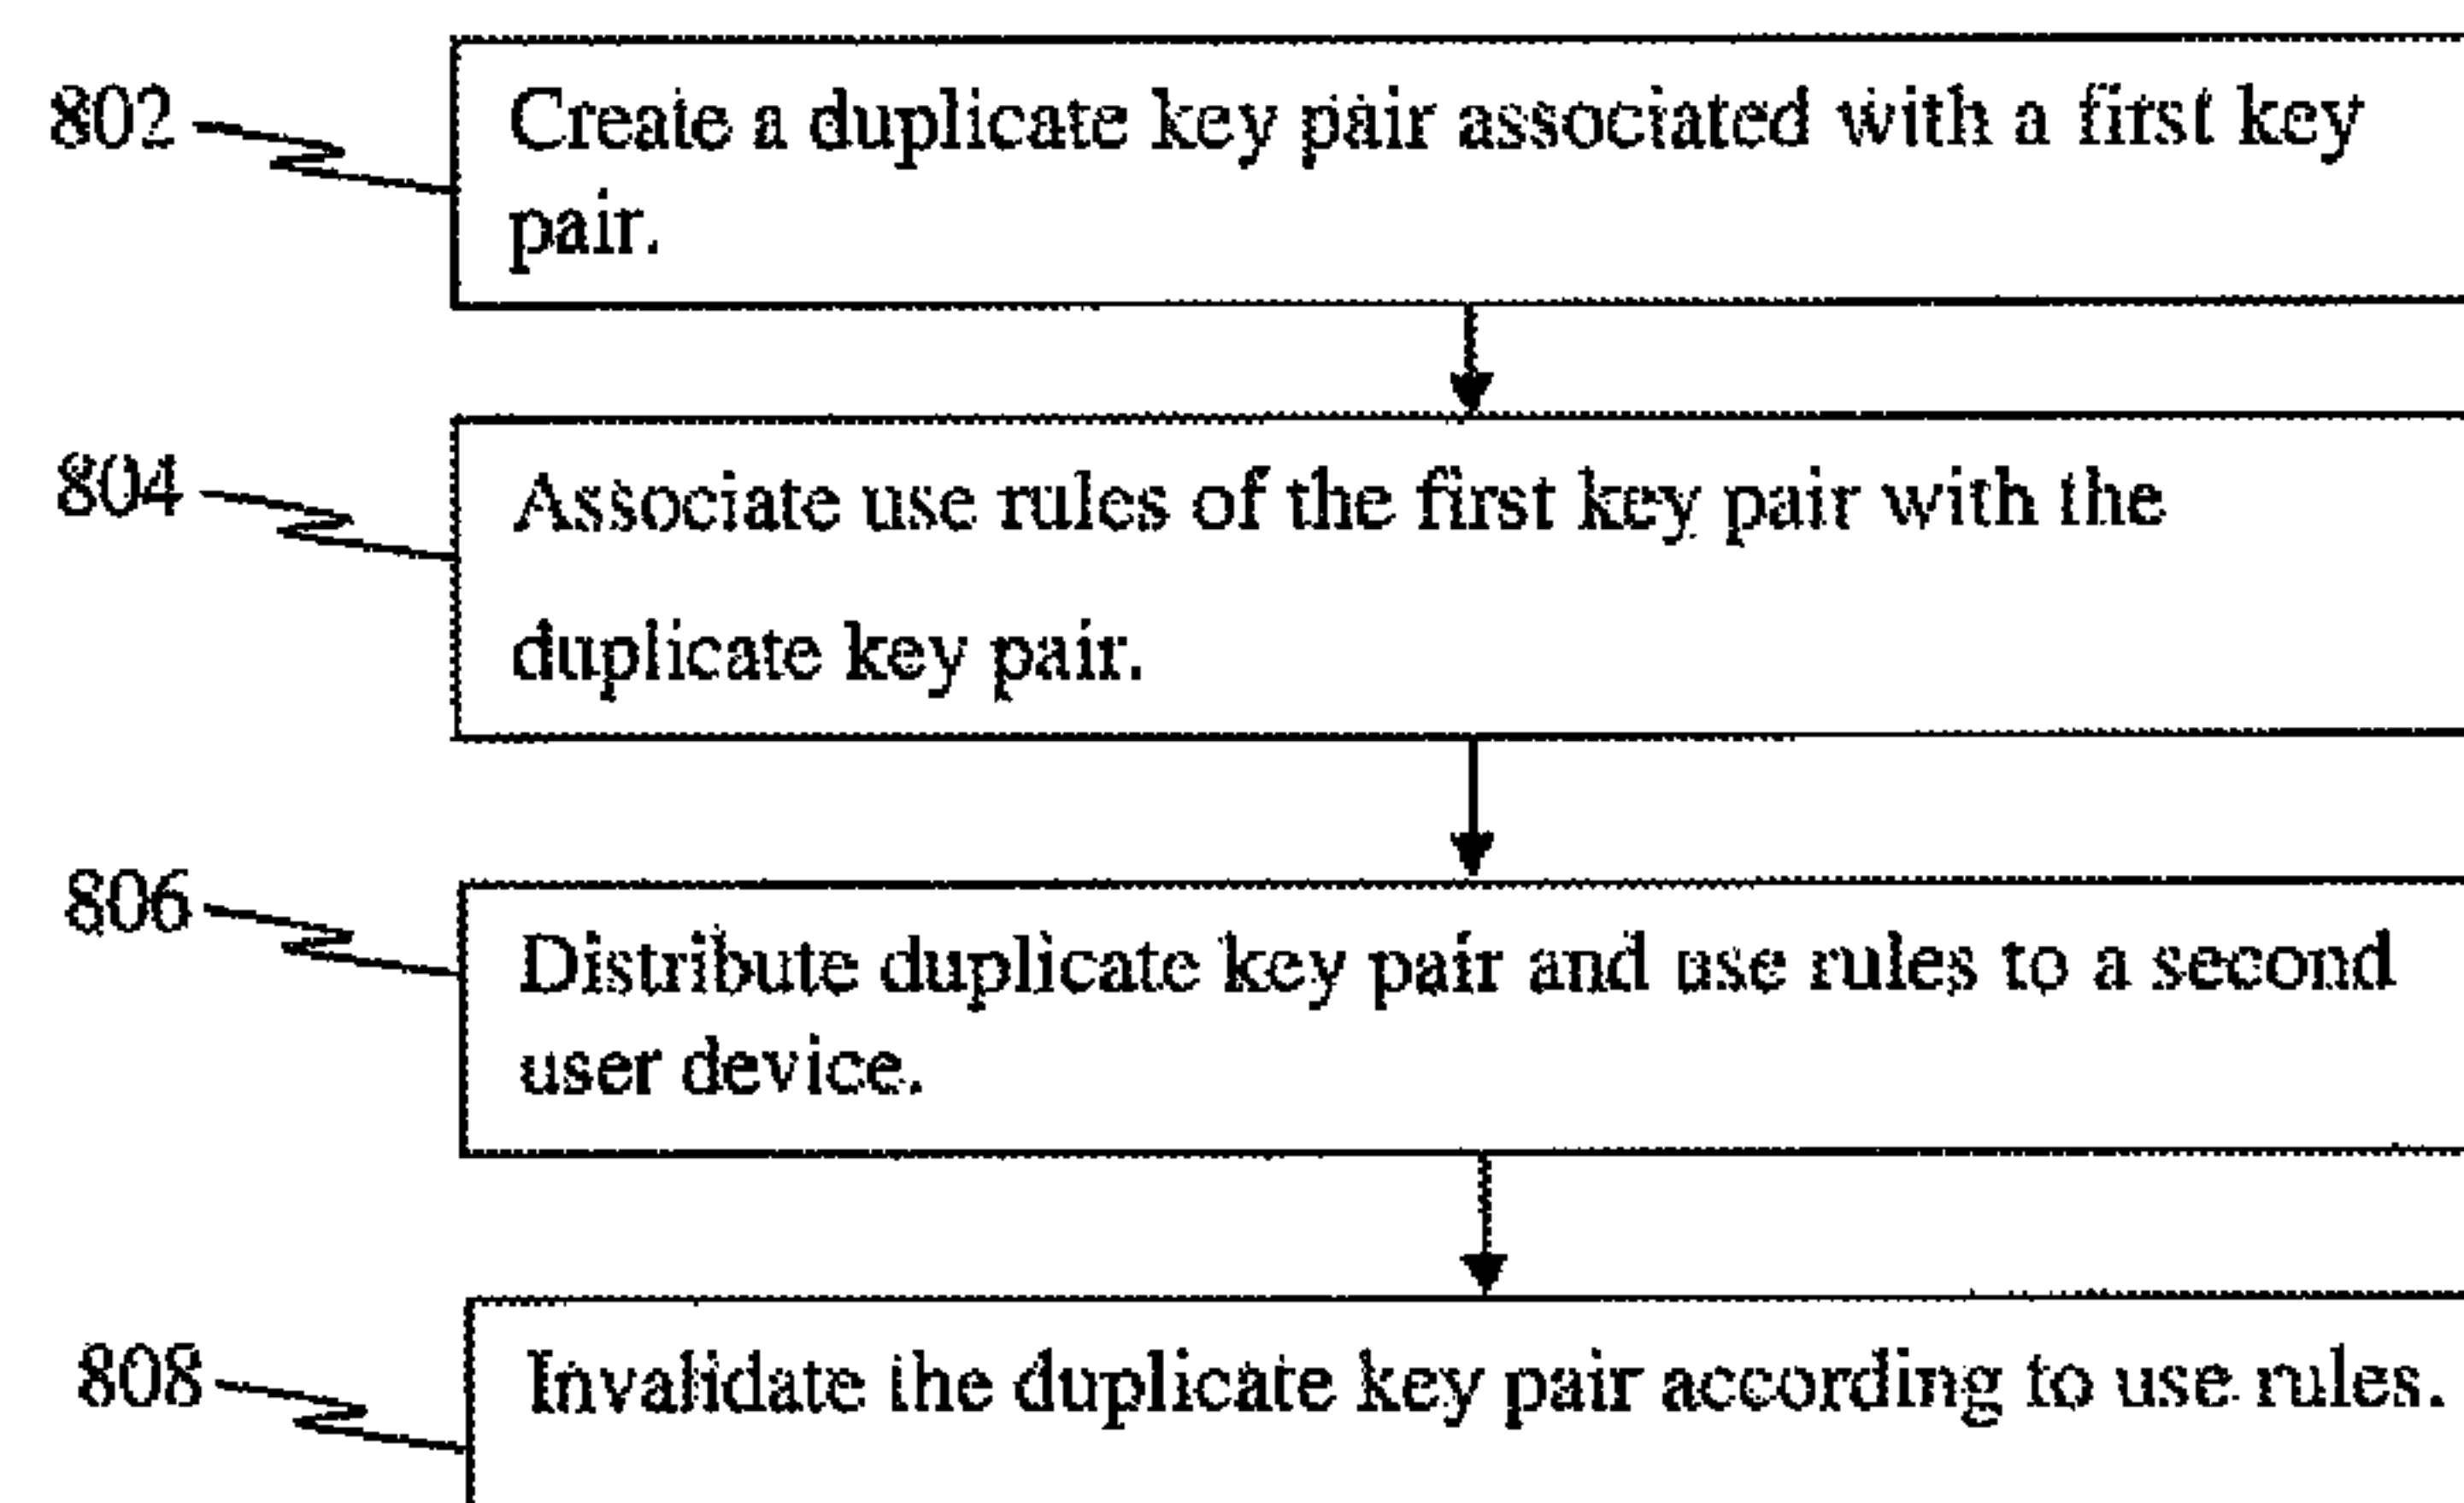 802
Create a duplicate key pair associated with a first key
pair.
804
Associate use rules of the first key pair with the
duplicate key pair.
806
Distribute duplicate key pair and use rules to a second
user device.
808
Invalidate the duplicate key pair according to use rules.